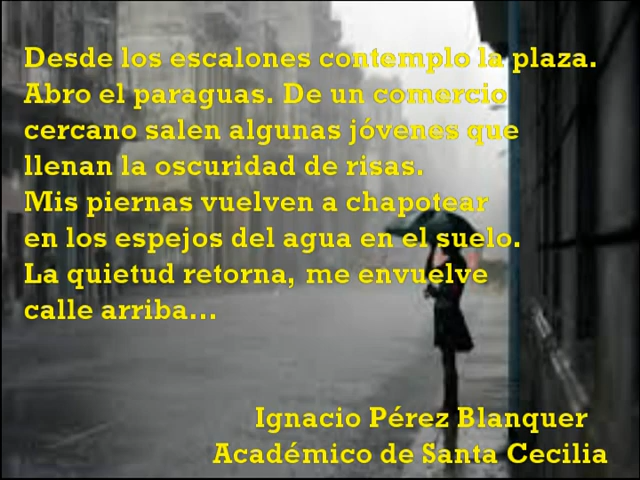 Desde los escalones contemplo la plaza.
Abro el paraguas. De un comercio
cercano salen algunas jóvenes que
llenan la oscuridad de risas.
Mis piernas vuelven a chapotear
en los espejos del agua en el suelo.
La quietud retorna, me envuelve
calle arriba...
Ignacio Pérez Blanquer
Académico de Santa Cecilia